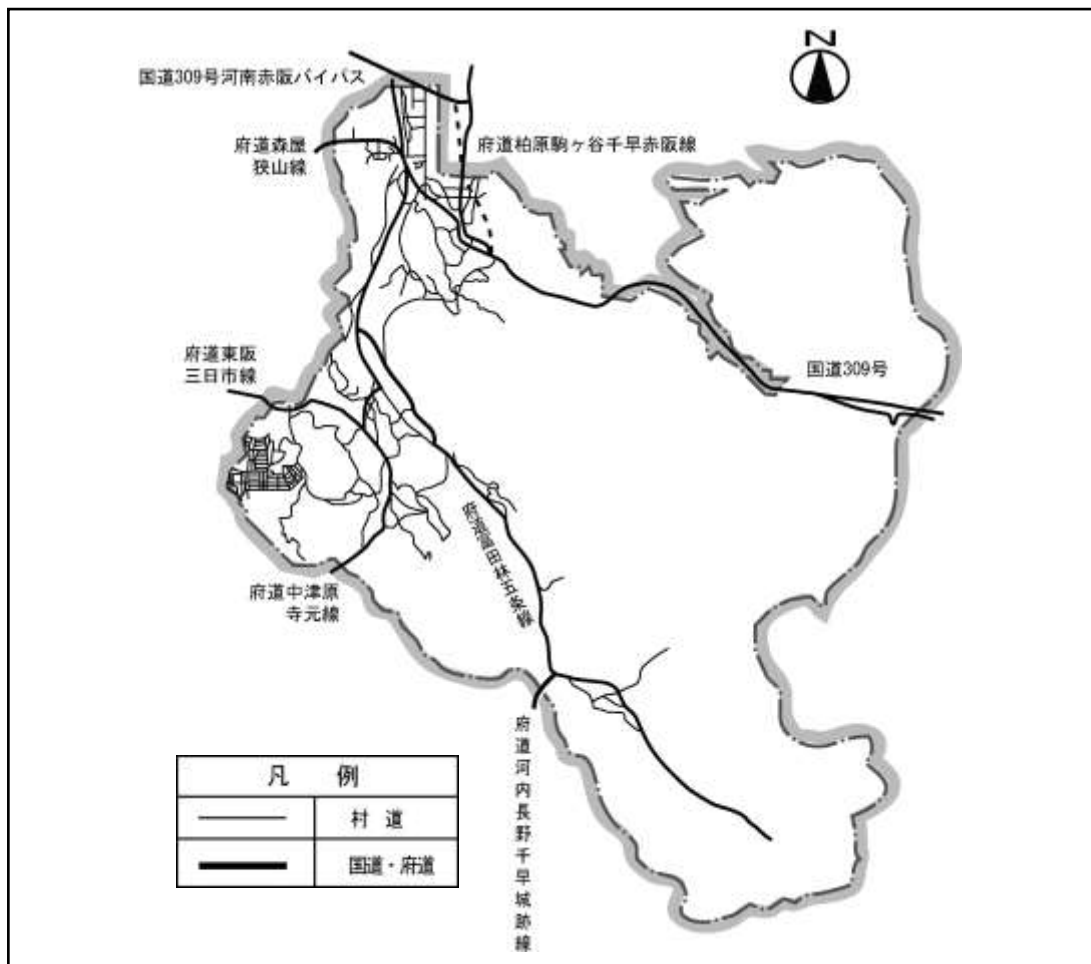 N
国道309号河南赤阪バイパス
府道柏原駒ヶ谷千早赤阪線
府道森屋
狭山線
府道東阪
三日市線
国道309号
府道富田林五条線
府道中津原
寺元線
府道河内長野千早城跡線
凡 例
村 道
国道・府道